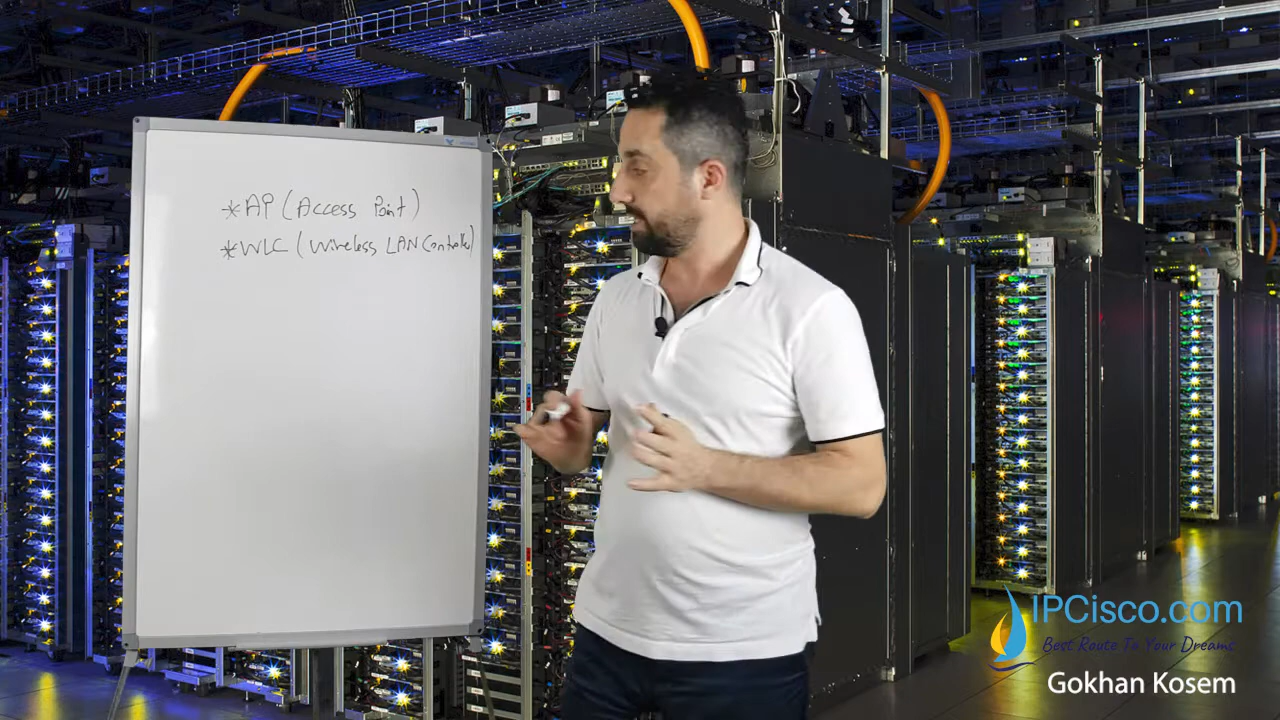 *AP (Access Point)
*WLC (Wireless LAN Controller)
IPCisco.com
Best Route To Your Dreams
Gokhan Kosem